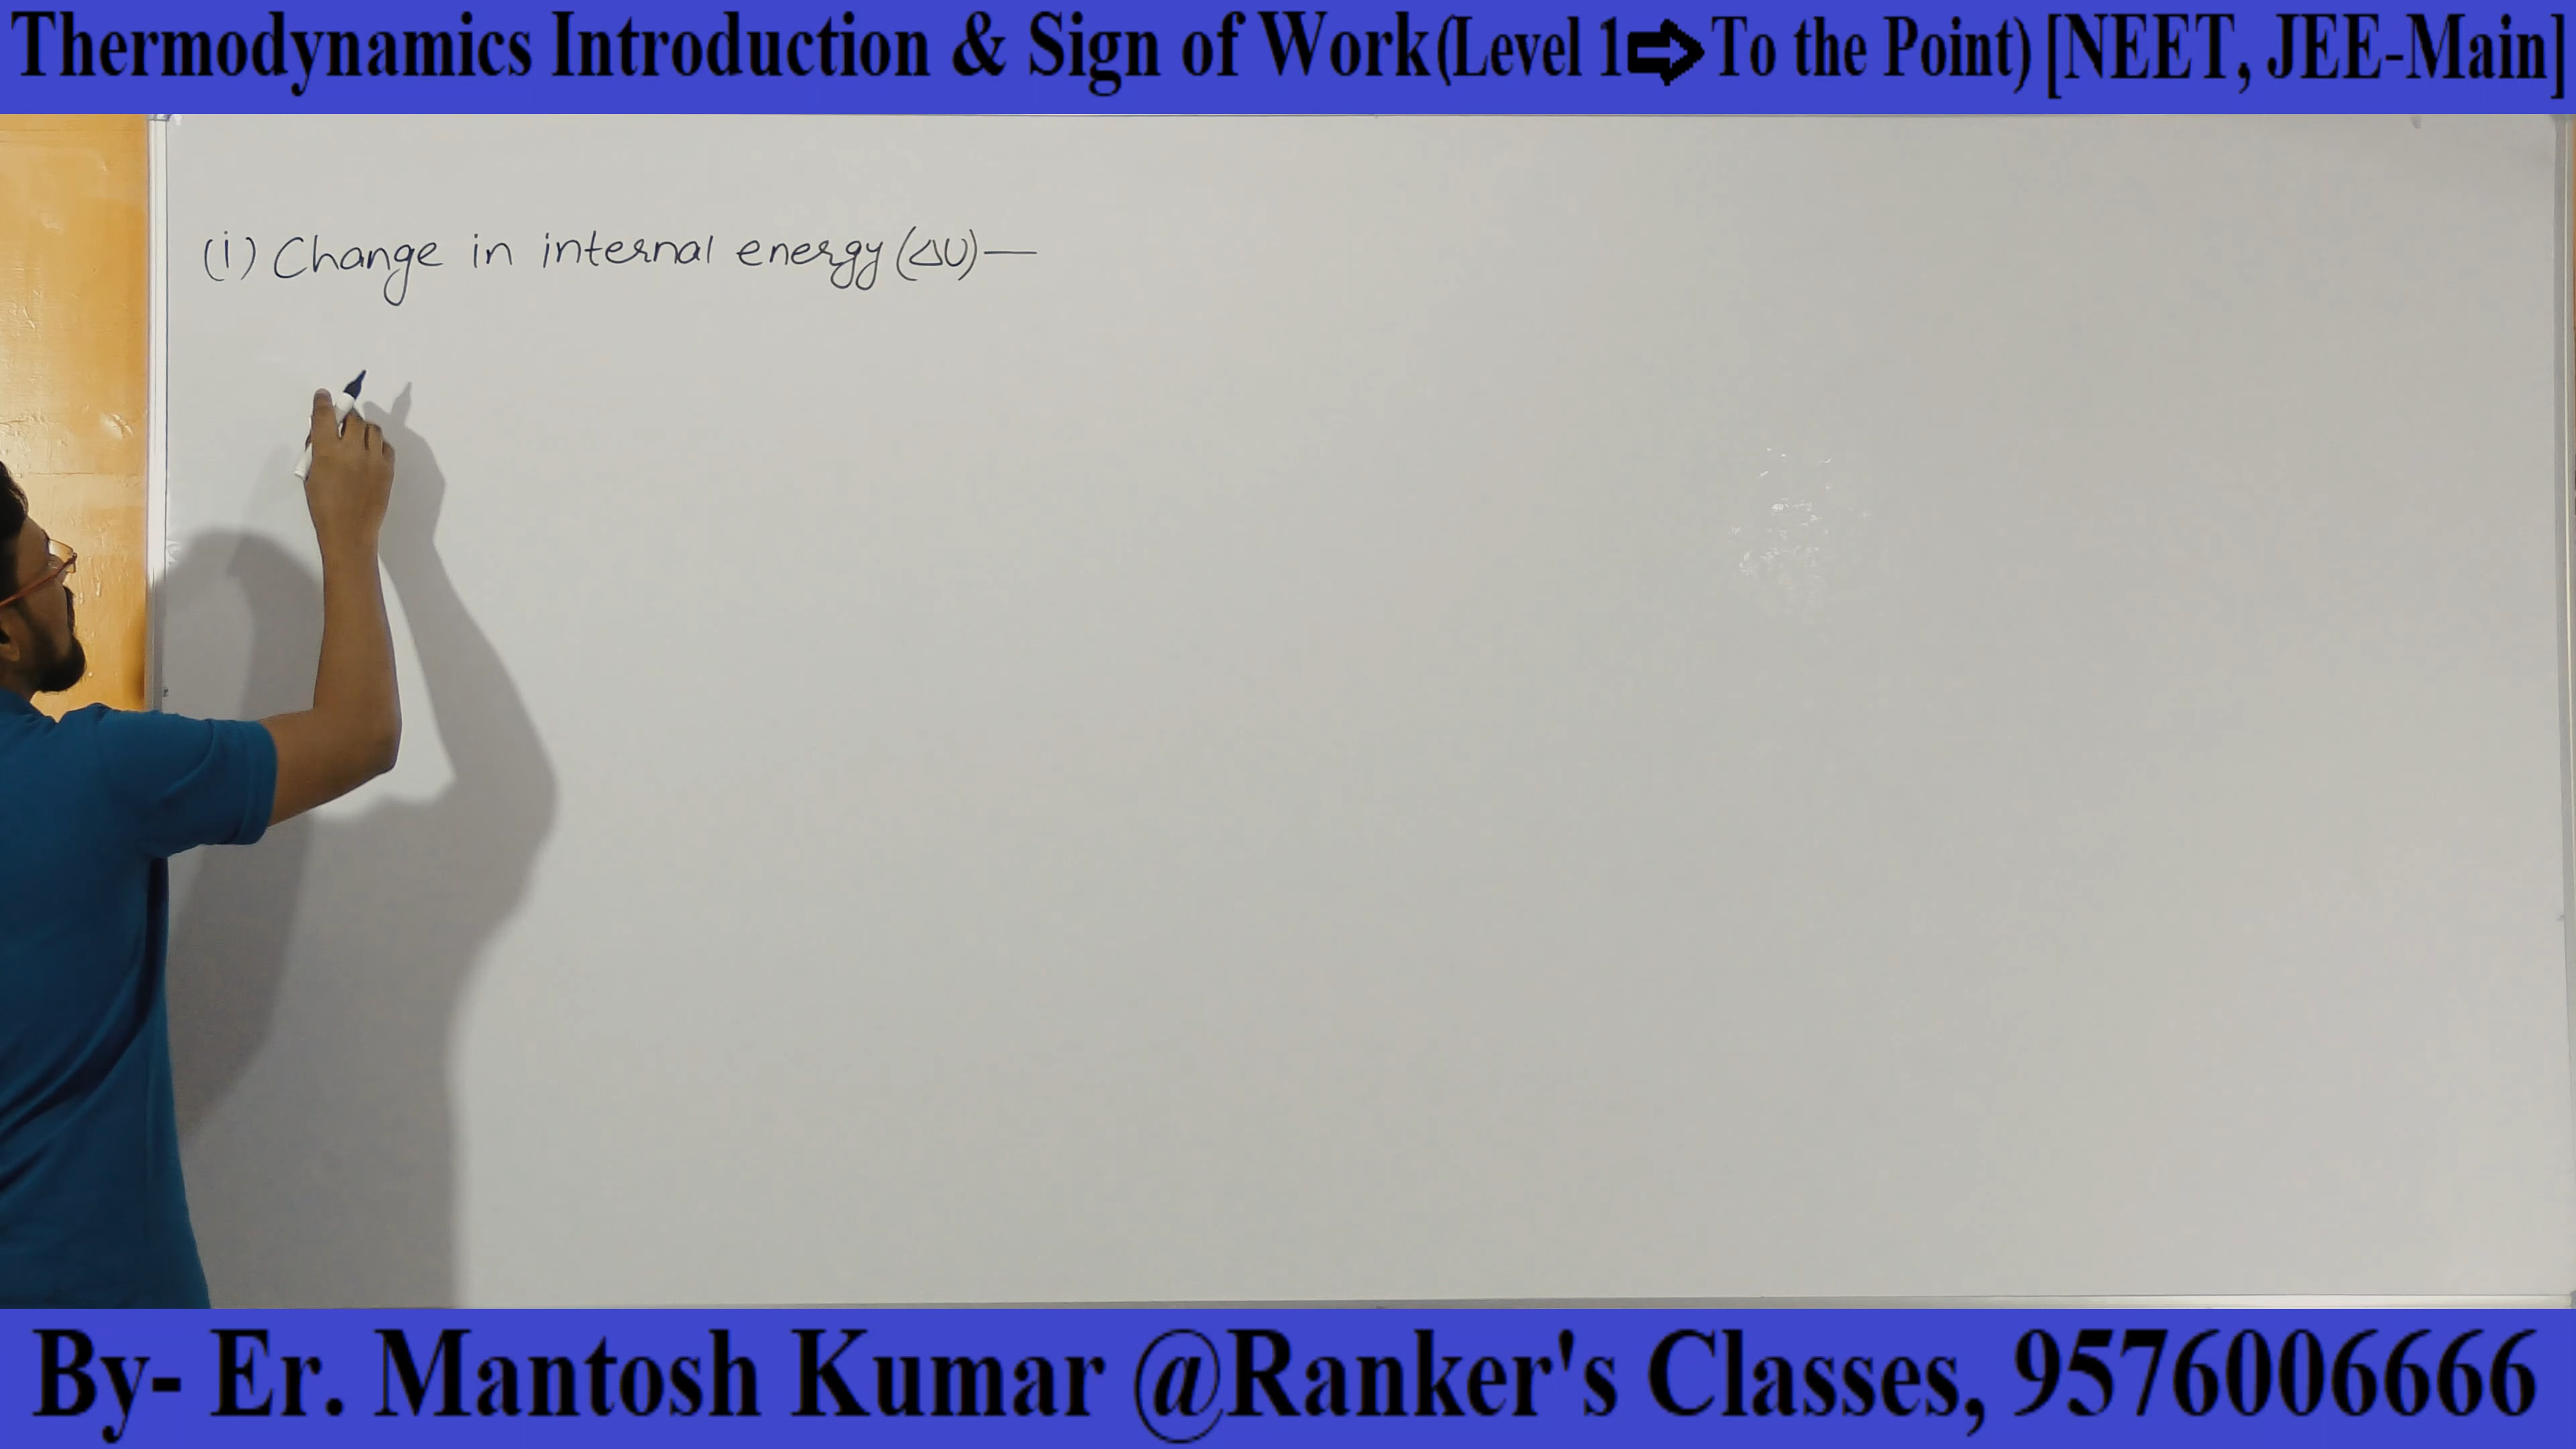 Thermodynamics Introduction & Sign of Work(Level 1⇨To the Point) [NEET, JEE-Main]
(i) Change in internal energy (ΔU)—
By- Er. Mantosh Kumar @Ranker's Classes, 9576006666